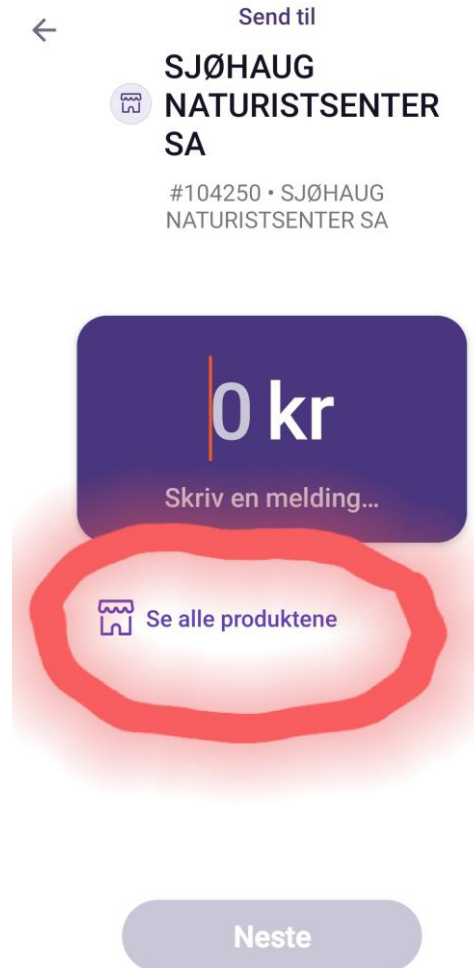 Send til
SJØHAUG
NATURISTSENTER
SA
#104250 • SJØHAUG
NATURISTSENTER SA
0 kr
Skriv en melding...
Se alle produktene
Neste